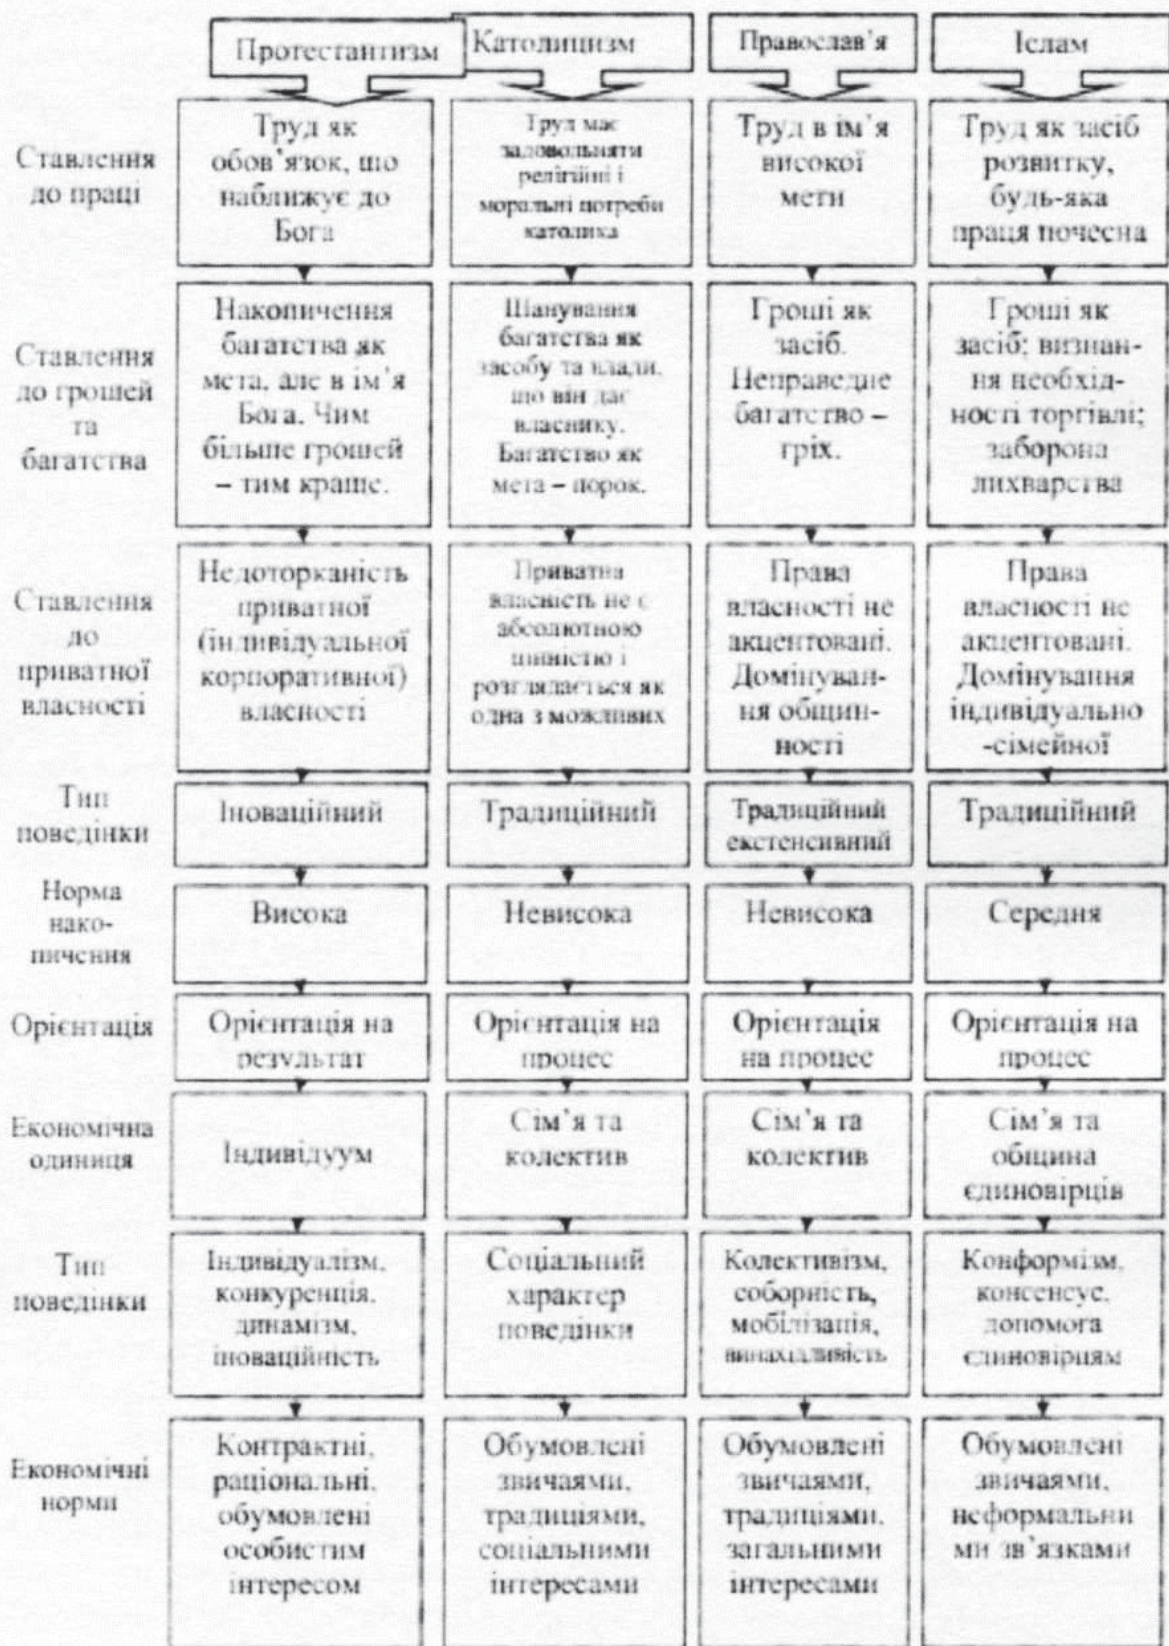 Протестантизм
Католицизм
Православ’я
Іслам
Ставлення
до праці
Труд як
обов’язок, що
наближує до
Бога
Труд має
задовольняти
релігійні і
моральні потреби
католика
Труд в ім’я
високої
мети
Труд як засіб
розвитку,
будь-яка
праця почесна
Ставлення
до грошей
та
багатства
Накопичення
багатства як
мета, але в ім’я
Бога. Чим
більше грошей
– тим краще.
Шанування
багатства як
засобу та влади,
що він дає
власнику.
Багатство як
мета – порок.
Гроші як
засіб.
Неправедне
багатство –
гріх.
Гроші як
засіб; визнан-
ня необхід-
ності торгівлі;
заборона
лихварства
Ставлення
до
приватної
власності
Недоторканість
приватної
(індивідуальної
корпоративної)
власності
Приватна
власність не є
абсолютною
цінністю і
розглядається як
одна з можливих
Права
власності не
акцентовані.
Домінуван-
ня общин-
ності
Права
власності не
акцентовані.
Домінування
індивідуально
-сімейної
Тип
поведінки
Іноваційний
Традиційний
Традиційний
екстенсивний
Традиційний
Норма
нако-
пичення
Висока
Невисока
Невисока
Середня
Орієнтація
Орієнтація на
результат
Орієнтація на
процес
Орієнтація
на процес
Орієнтація на
процес
Економічна
одиниця
Індивідуум
Сім’я та
колектив
Сім’я та
колектив
Сім’я та
община
єдиновірців
Тип
поведінки
Індивідуалізм,
конкуренція,
динамізм,
іноваційність
Соціальний
характер
поведінки
Колективізм,
соборність,
мобілізація,
винахідливість
Конформізм,
консенсус,
допомога
єдиновірцям
Економічні
норми
Контрактні,
раціональні,
обумовлені
особистим
інтересом
Обумовлені
звичаями,
традиціями,
соціальними
інтересами
Обумовлені
звичаями,
традиціями,
загальними
інтересами
Обумовлені
звичаями,
неформальни
ми зв’язками